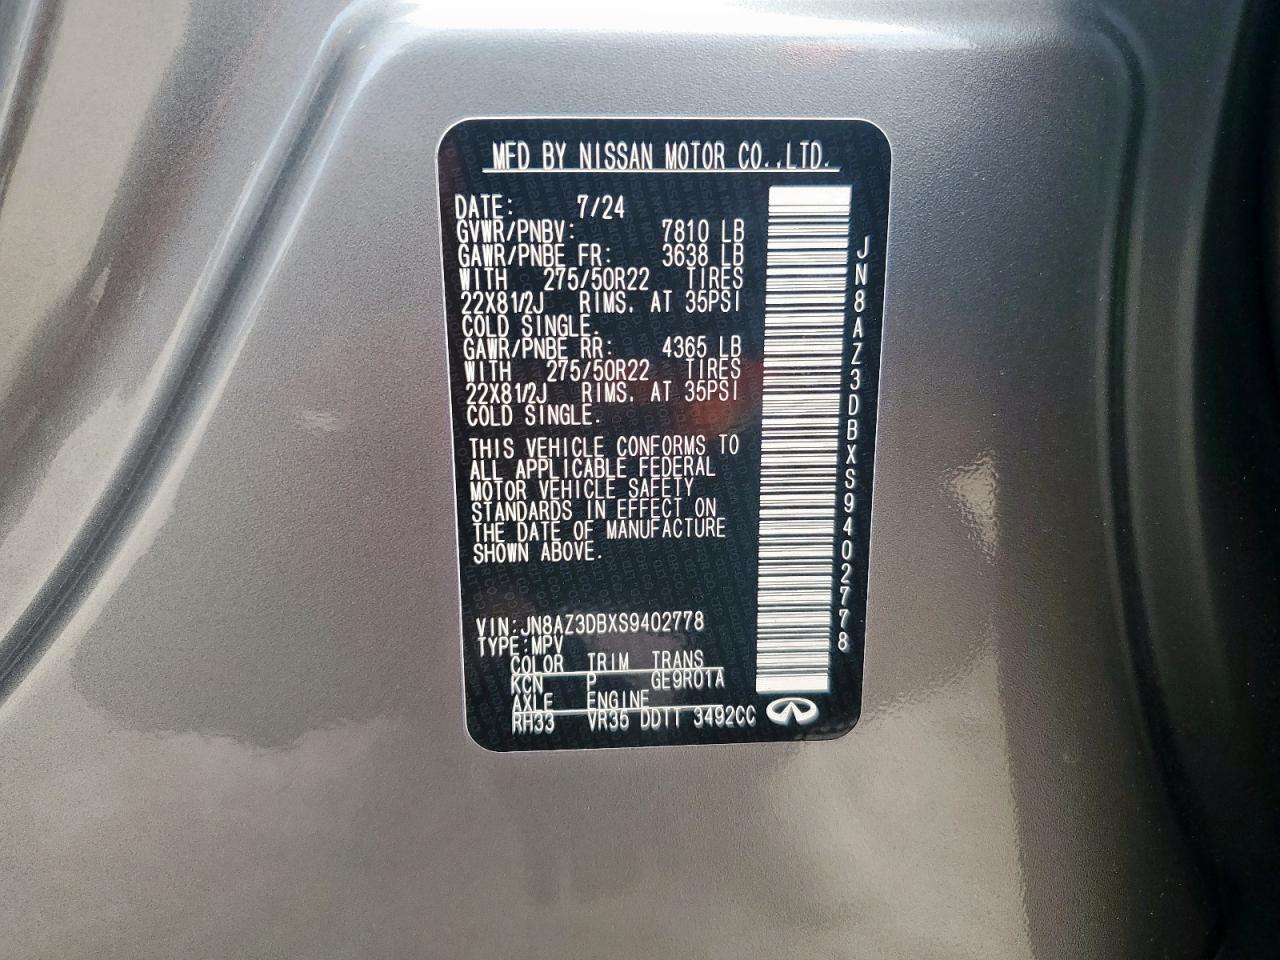 MFD BY NISSAN MOTOR CO.,LTD.
DATE: 7/24
GVWR/PNBV: 7810 LB
GAWR/PNBE FR: 3638 LB
WITH 275/50R22 TIRES
22X81/2J RIMS. AT 35PSI
COLD SINGLE.
GAWR/PNBE RR: 4365 LB
WITH 275/50R22 TIRES
22X81/2J RIMS. AT 35PSI
COLD SINGLE.
THIS VEHICLE CONFORMS TO
ALL APPLICABLE FEDERAL
MOTOR VEHICLE SAFETY
STANDARDS IN EFFECT ON
THE DATE OF MANUFACTURE
SHOWN ABOVE.
VIN:JN8AZ3DBXS9402778
TYPE:MPV
COLOR TRIM TRANS
KCN P GE9R01A
AXLE ENGINE
RH33 VR35 DDTT 3492CC
JN8AZ3DBXS9402778